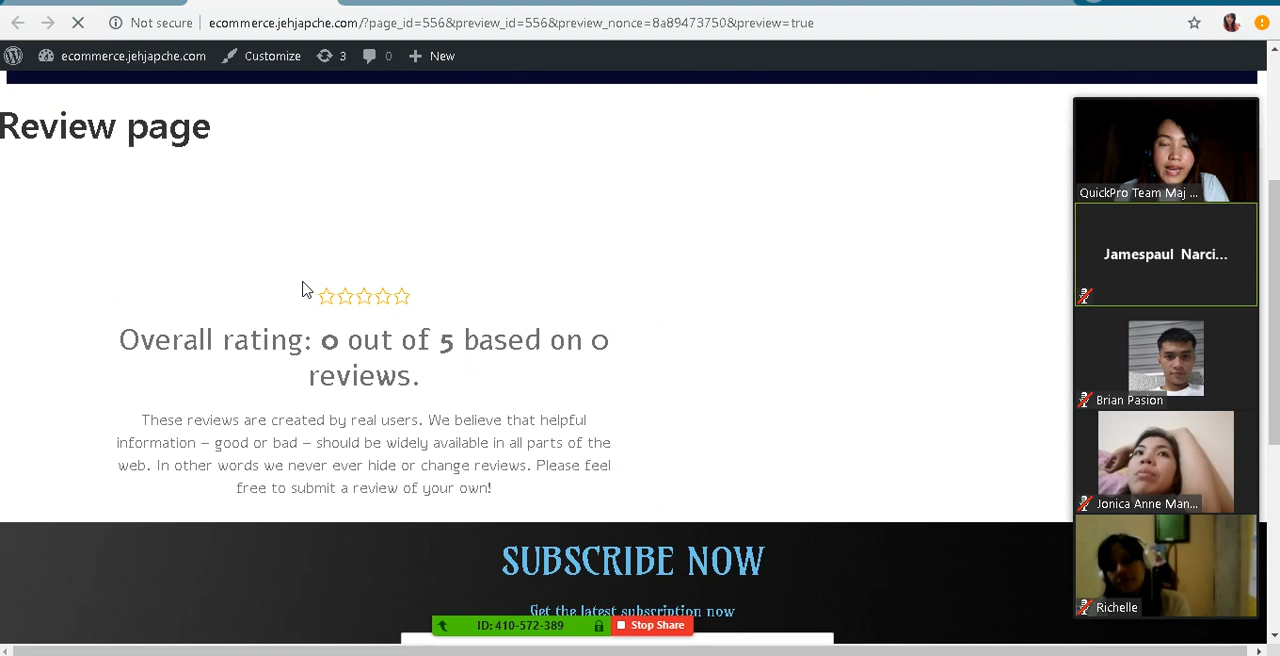 Not secure
ecommerce.jehjapche.com/?page_id=556&preview_id=556&preview_nonce=8a89473750&preview=true
ecommerce.jehjapche.com Customize 3 0 New
Review page
Overall rating: 0 out of 5 based on 0
reviews.
These reviews are created by real users. We believe that helpful
information – good or bad – should be widely available in all parts of the
web. In other words we never ever hide or change reviews. Please feel
free to submit a review of your own!
SUBSCRIBE NOW
Get the latest subscription now
ID: 410-572-389 Stop Share
QuickPro Team Maj ...
Jamespaul Narci...
Brian Pasion
Jonica Anne Man...
Richelle